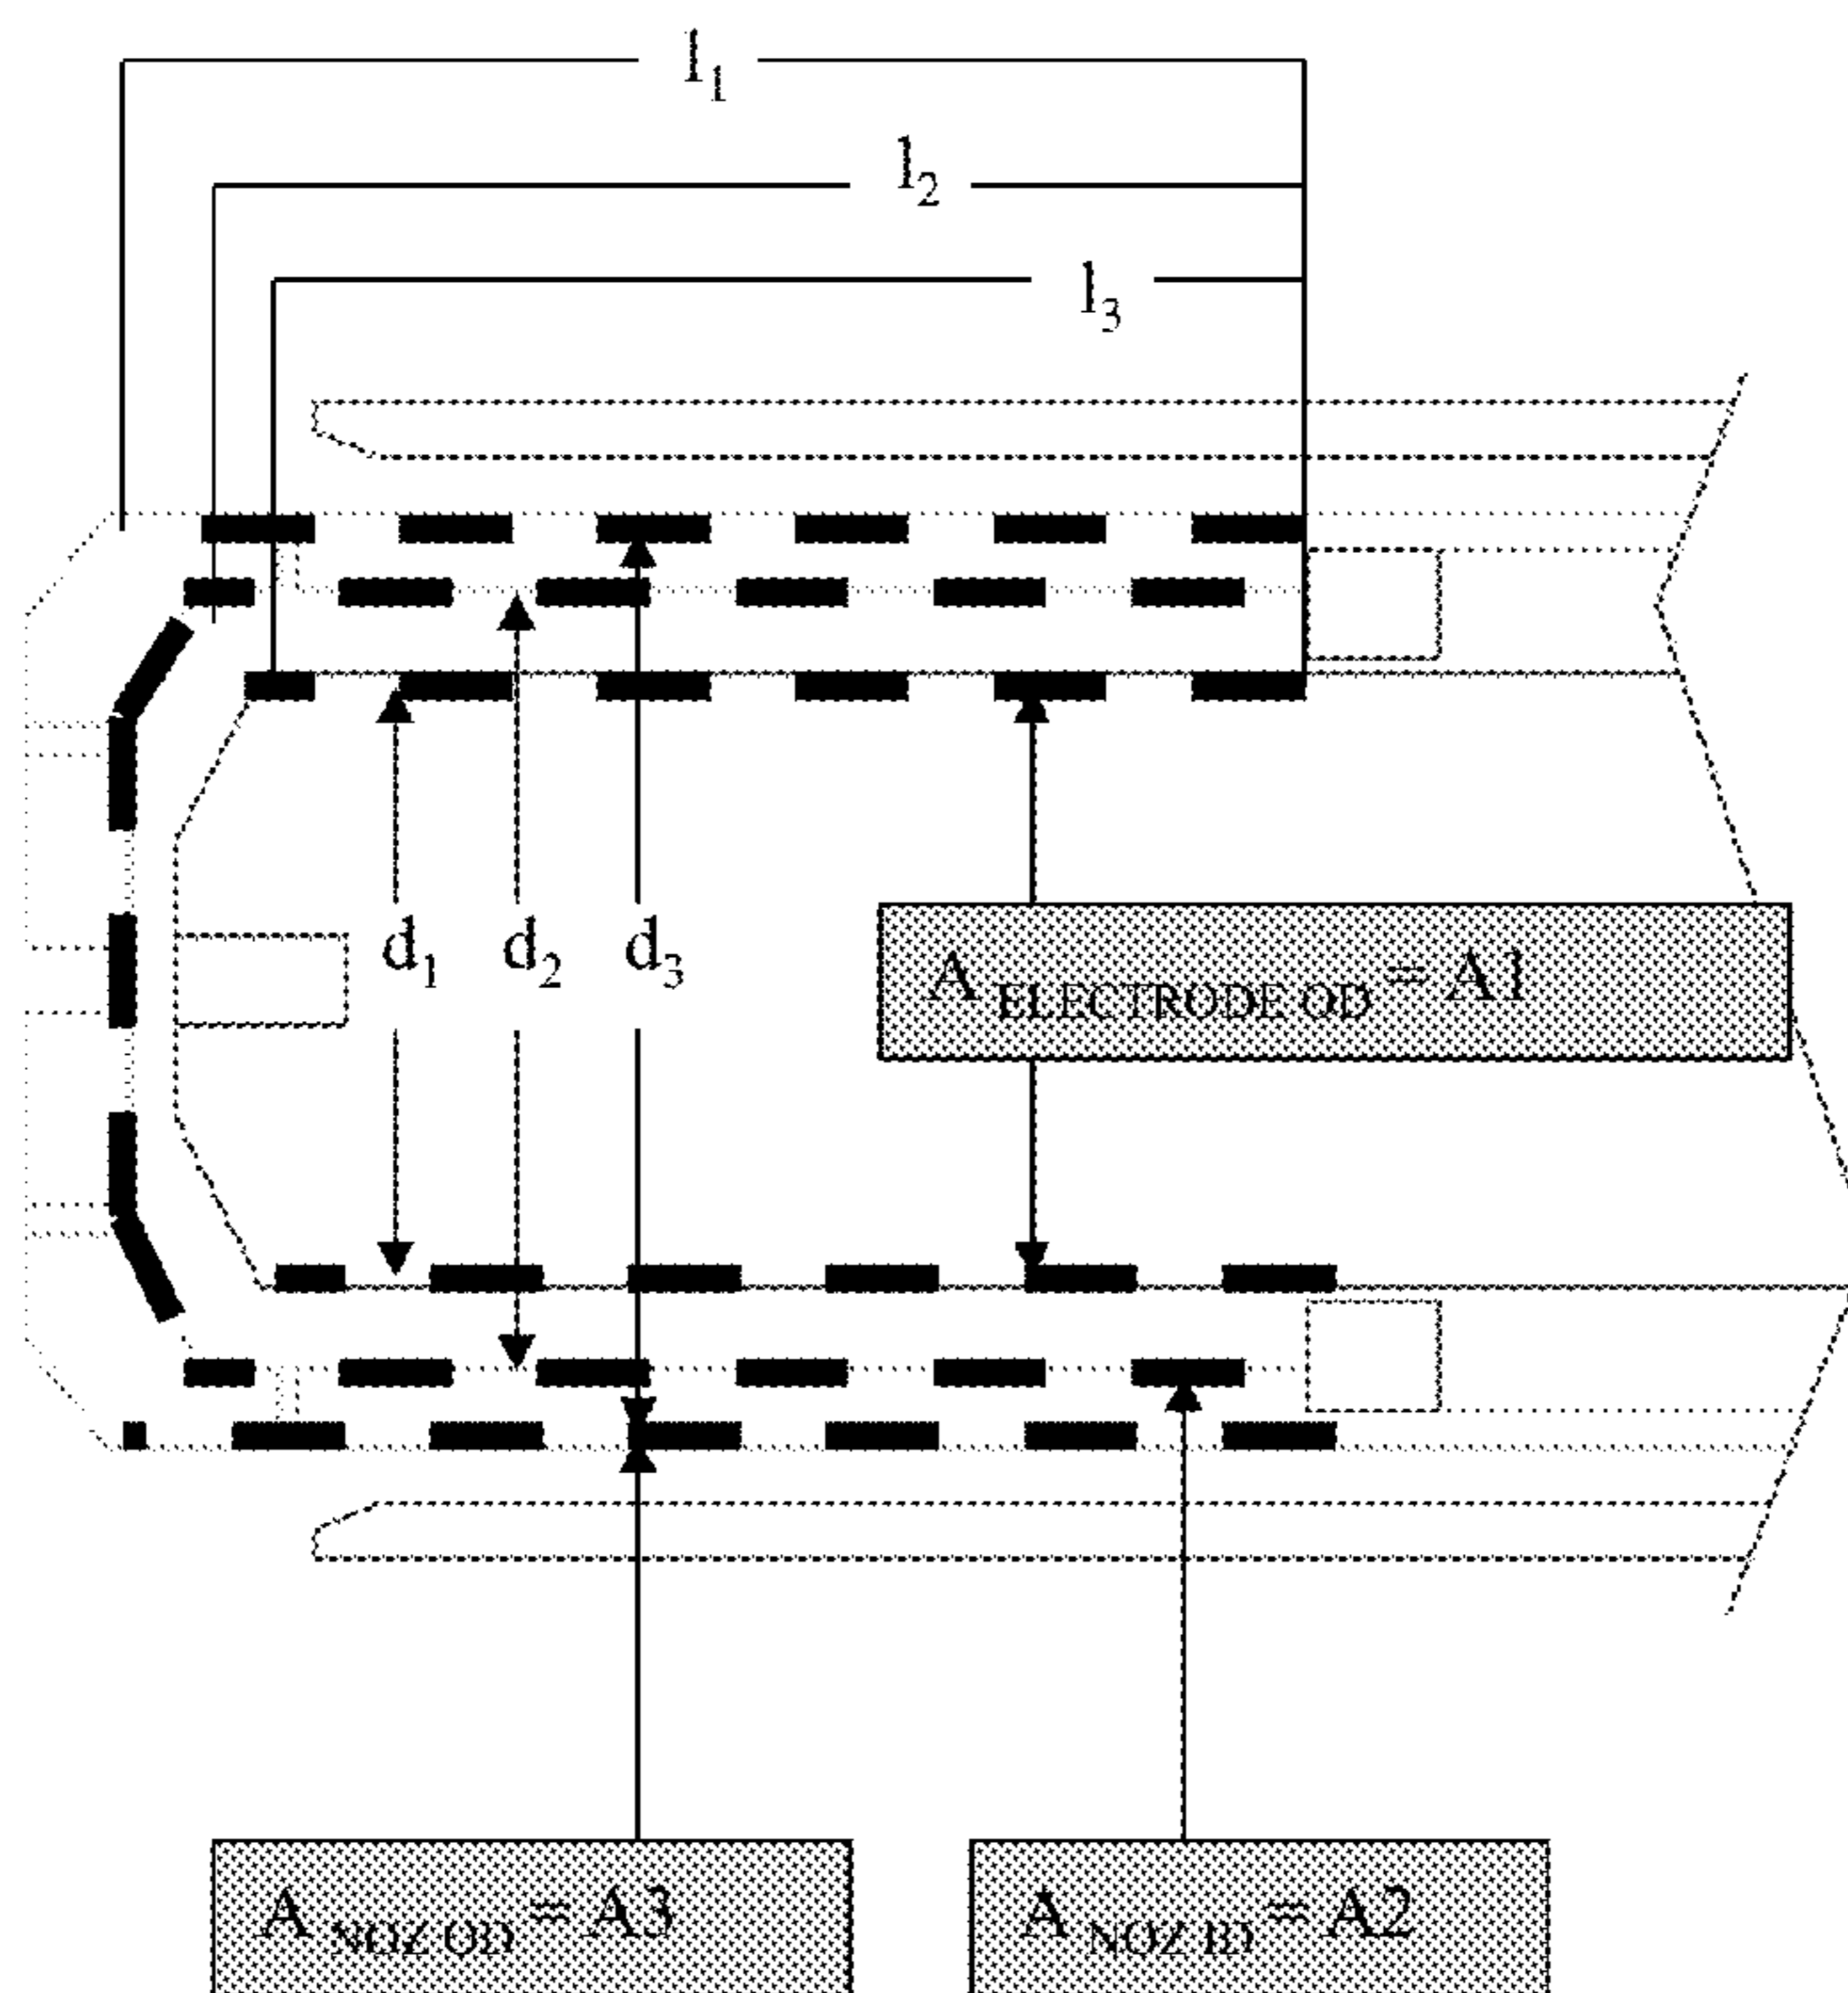 l1
l2
l3
d1 d2 d3
A ELECTRODE OD = A1
A NOZ OD = A3
A NOZ ID = A2